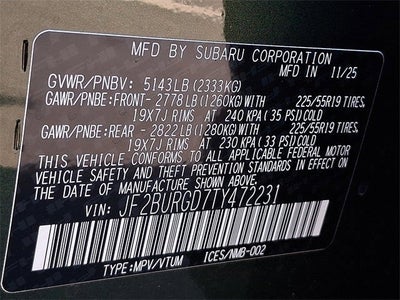 MFD BY SUBARU CORPORATION
MFD IN 11/25
GVWR/PNBV: 5143LB (2333KG)
GAWR/PNBE:FRONT- 2778LB (1260KG)WITH 225/55R19 TIRES,
19X7J RIMS AT 240 KPA (35 PSI)COLD
GAWR/PNBE:REAR - 2822LB (1280KG)WITH 225/55R19 TIRES,
19X7J RIMS AT 230 KPA (33 PSI)COLD
THIS VEHICLE CONFORMS TO ALL APPLICABLE FEDERAL MOTOR
VEHICLE SAFETY AND THEFT PREVENTION STANDARDS IN EFFECT ON
THE DATE OF MANUFACTURE SHOWN ABOVE.
VIN: JF2BURGD7TY472231
TYPE:MPV/VTUM ICES/NMB-002